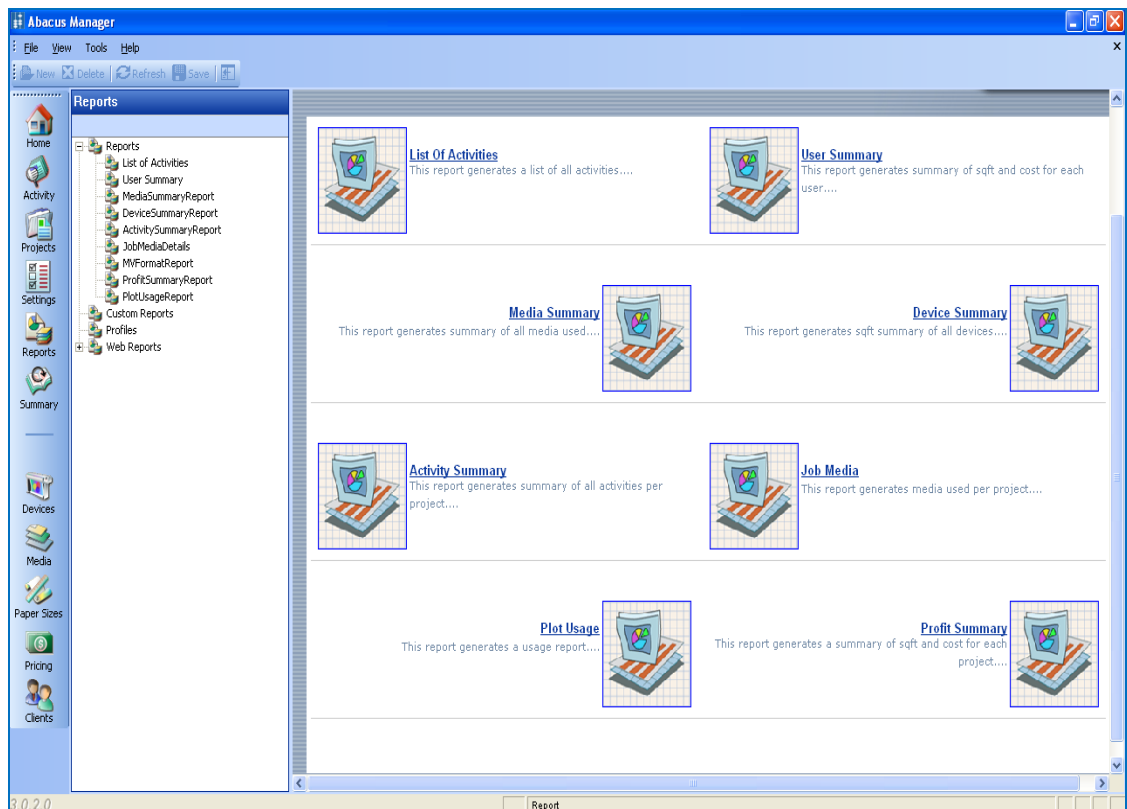 Abacus Manager
File View Tools Help x
New Delete Refresh Save
Home
Activity
Projects
Settings
Reports
Summary
Devices
Media
Paper Sizes
Pricing
Clients
Reports
Reports
List of Activities
User Summary
MediaSummaryReport
DeviceSummaryReport
ActivitySummaryReport
JobMediaDetails
MVFormatReport
ProfitSummaryReport
PlotUsageReport
Custom Reports
Profiles
Web Reports
List Of Activities
This report generates a list of all activities....
User Summary
This report generates summary of sqft and cost for each
user....
Media Summary
This report generates summary of all media used....
Device Summary
This report generates sqft summary of all devices....
Activity Summary
This report generates summary of all activities per
project....
Job Media
This report generates media used per project....
Plot Usage
This report generates a usage report....
Profit Summary
This report generates a summary of sqft and cost for each
project....
3.0.2.0
Report